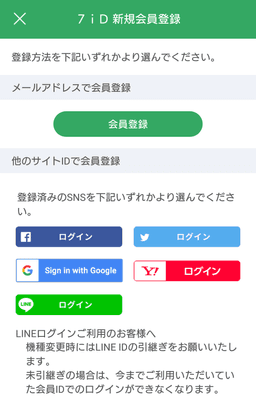 7iD 新規会員登録
登録方法を下記いずれかより選んでください。
メールアドレスで会員登録
会員登録
他のサイトIDで会員登録
登録済みのSNSを下記いずれかより選んでくださ
い。
f ログイン
ログイン
G Sign in with Google
Y! ログイン
LINE ログイン
LINEログインご利用のお客様へ
機種変更時にはLINE IDの引継ぎをお願いいたし
ます。
未引継ぎの場合は、今までご利用いただいてい
た会員IDでのログインができなくなります。